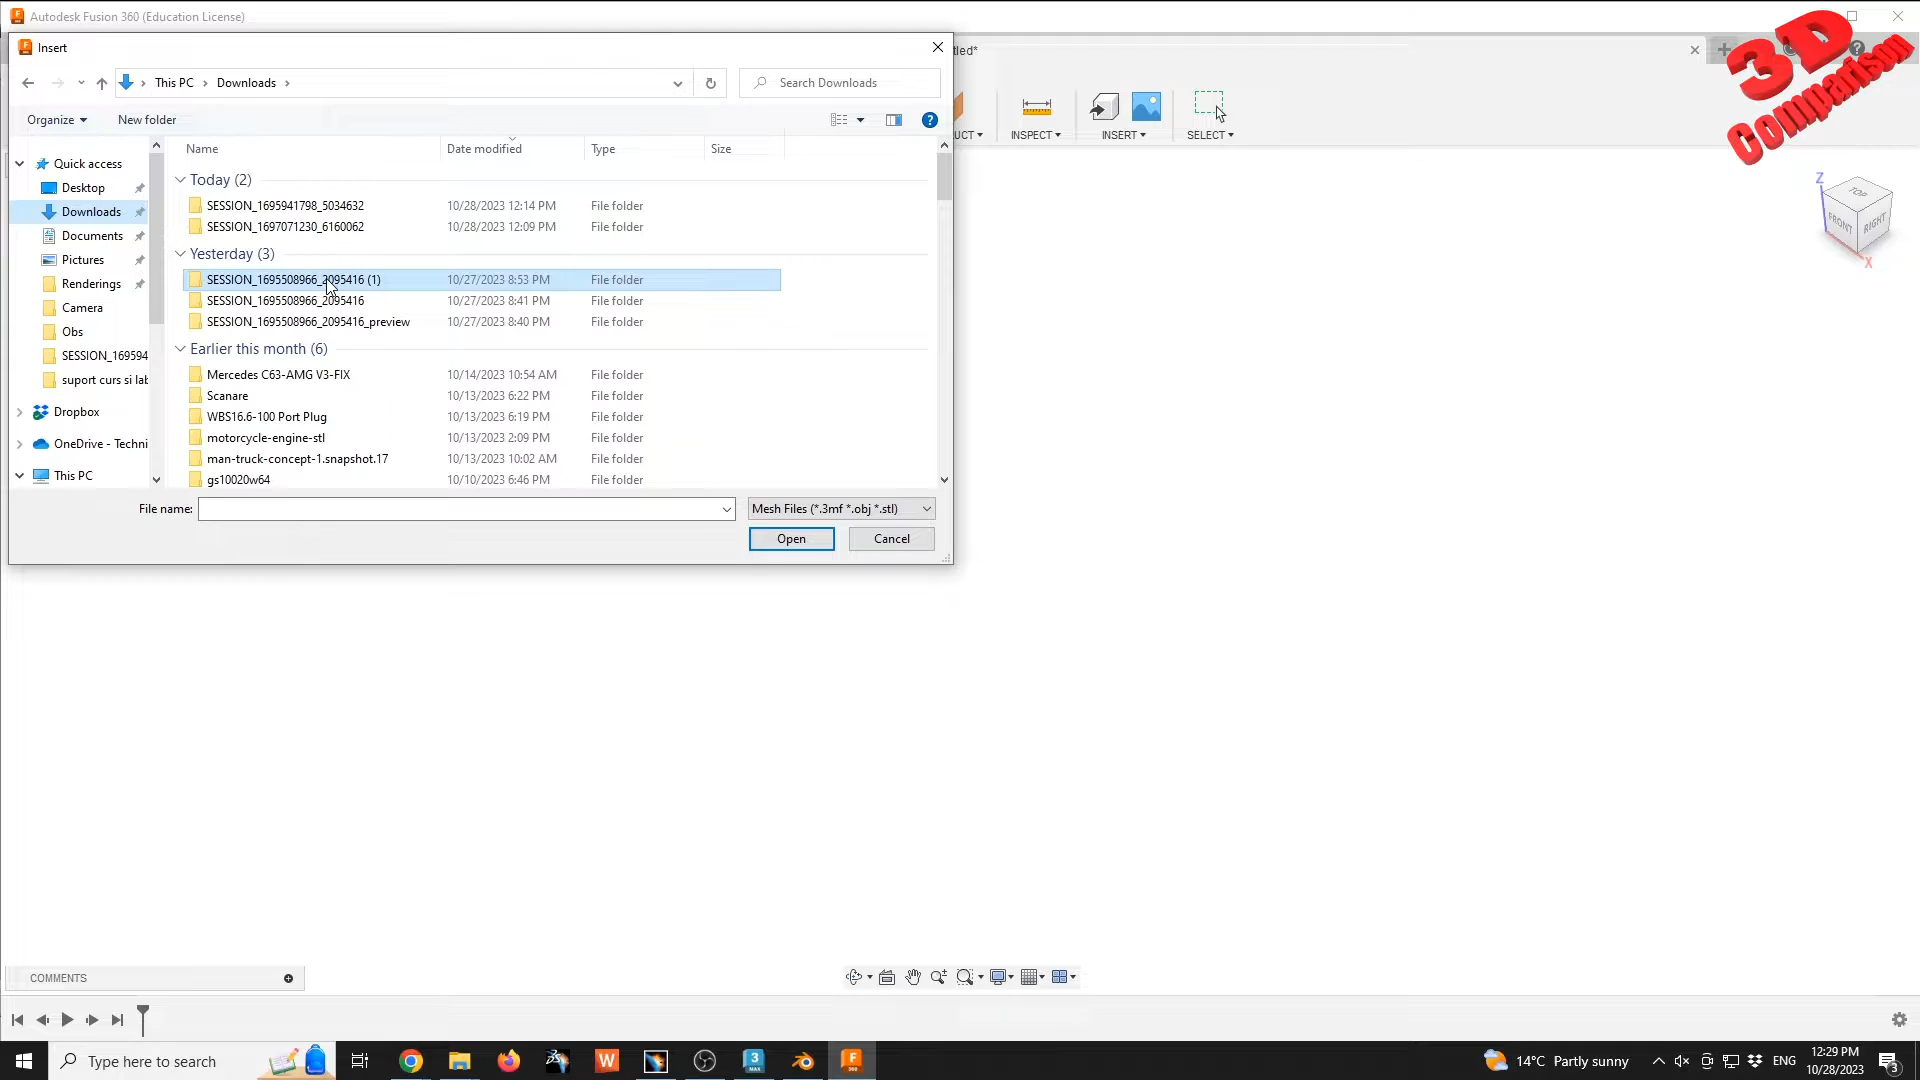 Autodesk Fusion 360 (Education License)
Insert
tled*
This PC
Downloads
Search Downloads
Organize
New folder
UCT
INSPECT
INSERT
SELECT
Name
Date modified
Type
Size
Quick access
Desktop
Downloads
Documents
Pictures
Renderings
Camera
Obs
SESSION_169594
suport curs si lab
Dropbox
OneDrive - Techni
This PC
Today (2)
SESSION_1695941798_5034632 10/28/2023 12:14 PM File folder
SESSION_1697071230_6160062 10/28/2023 12:09 PM File folder
Yesterday (3)
SESSION_1695508966_2095416 (1) 10/27/2023 8:53 PM File folder
SESSION_1695508966_2095416 10/27/2023 8:41 PM File folder
SESSION_1695508966_2095416_preview 10/27/2023 8:40 PM File folder
Earlier this month (6)
Mercedes C63-AMG V3-FIX 10/14/2023 10:54 AM File folder
Scanare 10/13/2023 6:22 PM File folder
WBS16.6-100 Port Plug 10/13/2023 6:19 PM File folder
motorcycle-engine-stl 10/13/2023 2:09 PM File folder
man-truck-concept-1.snapshot.17 10/13/2023 10:02 AM File folder
gs10020w64 10/10/2023 6:46 PM File folder
File name:
Mesh Files (*.3mf *.obj *.stl)
Open
Cancel
3D
Comparison
Z
TOP
FRONT
RIGHT
X
COMMENTS
Type here to search
14°C Partly sunny
ENG
12:29 PM
10/28/2023
3